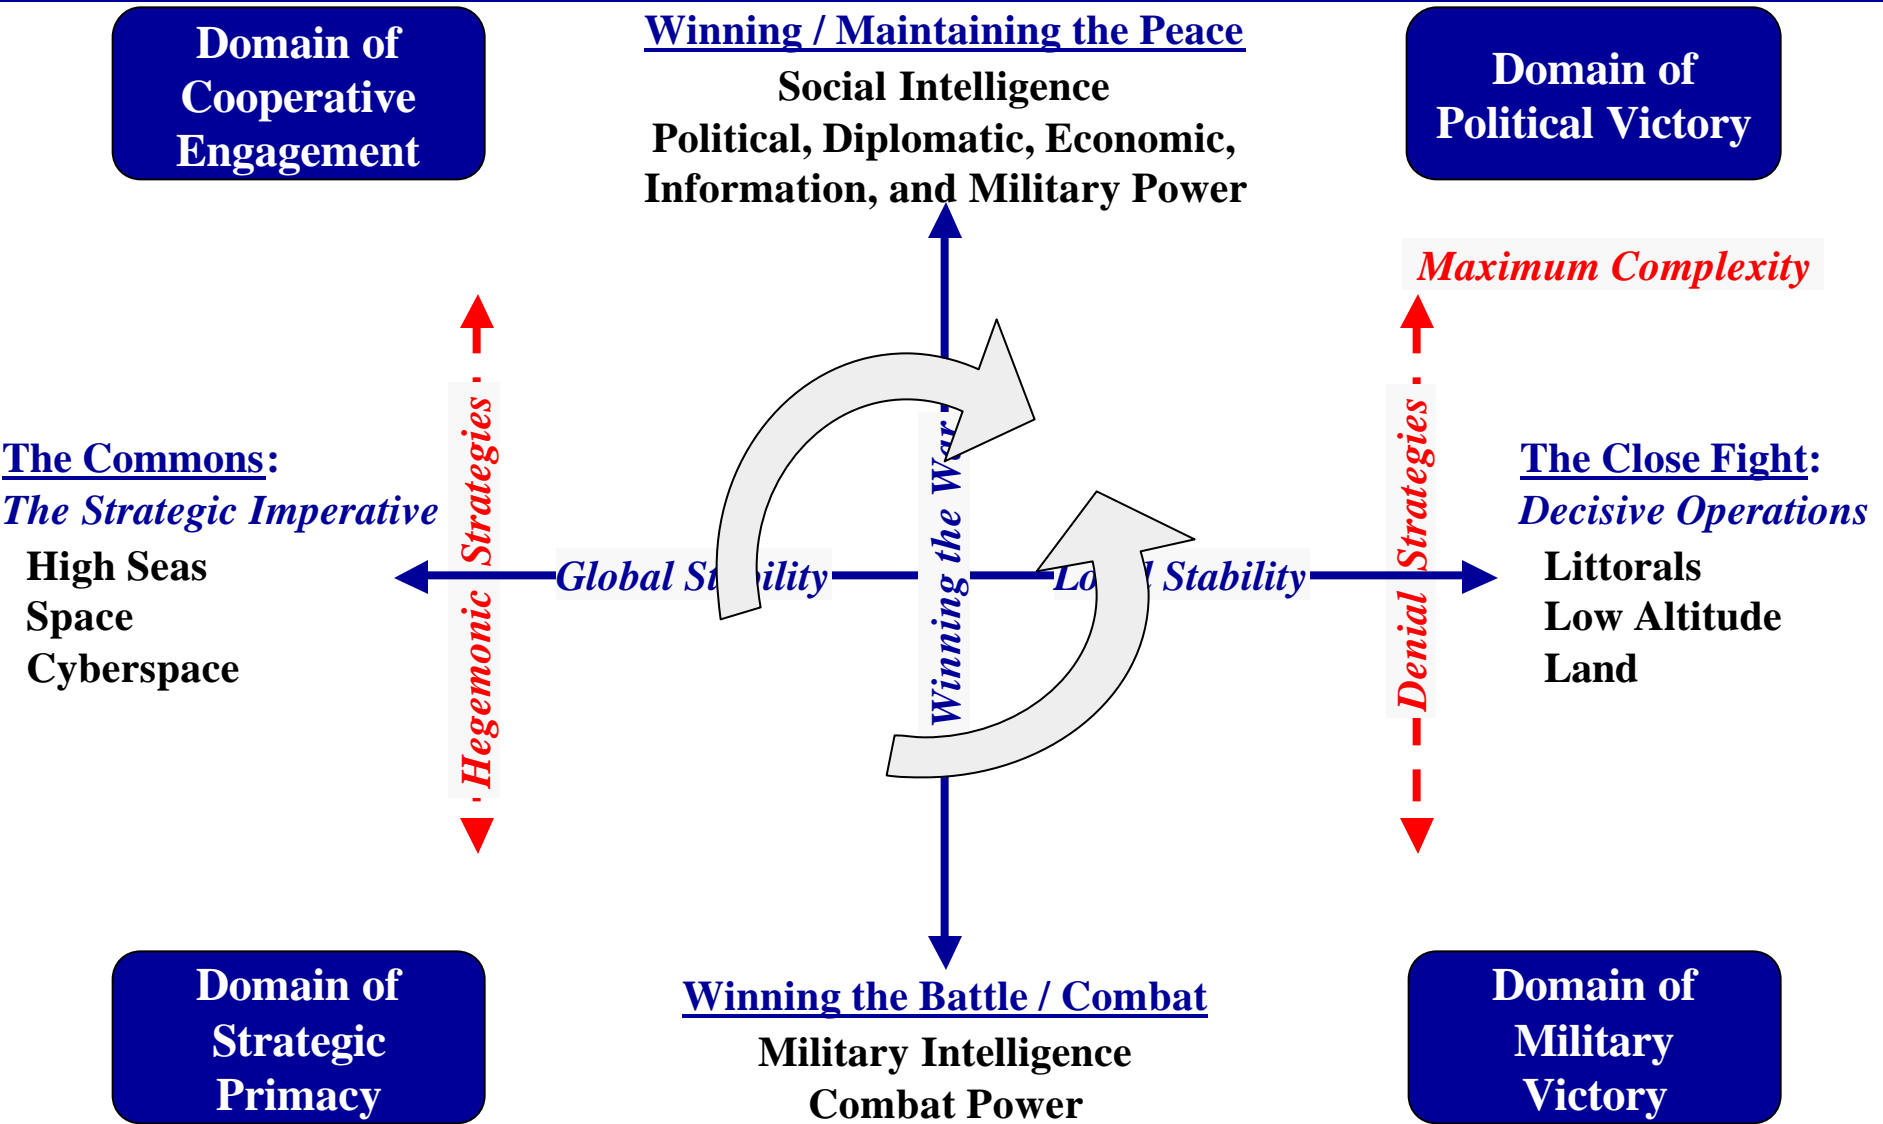 Domain of
Cooperative
Engagement
Winning / Maintaining the Peace
Social Intelligence
Political, Diplomatic, Economic,
Information, and Military Power
Domain of
Political Victory
Maximum Complexity
The Commons:
The Strategic Imperative
High Seas
Space
Cyberspace
Hegemonic Strategies
Global Stability
Winning the War
Local Stability
Denial Strategies
The Close Fight:
Decisive Operations
Littorals
Low Altitude
Land
Domain of
Strategic
Primacy
Winning the Battle / Combat
Military Intelligence
Combat Power
Domain of
Military
Victory